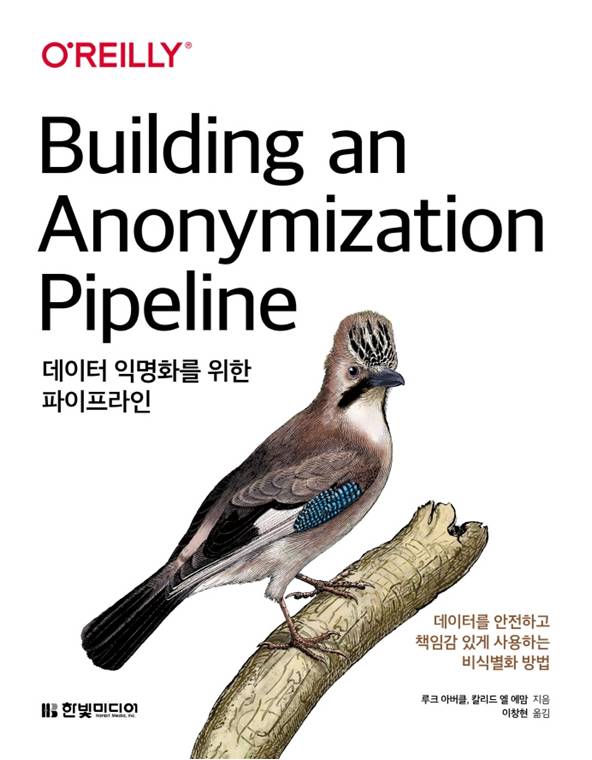 O'REILLY®
Building an
Anonymization
Pipeline
데이터 익명화를 위한
파이프라인
데이터를 안전하고
책임감 있게 사용하는
비식별화 방법
루크 아버클, 칼리드 엘 에맘 지음
이창현 옮김
한빛미디어
Hanbit Media, Inc.